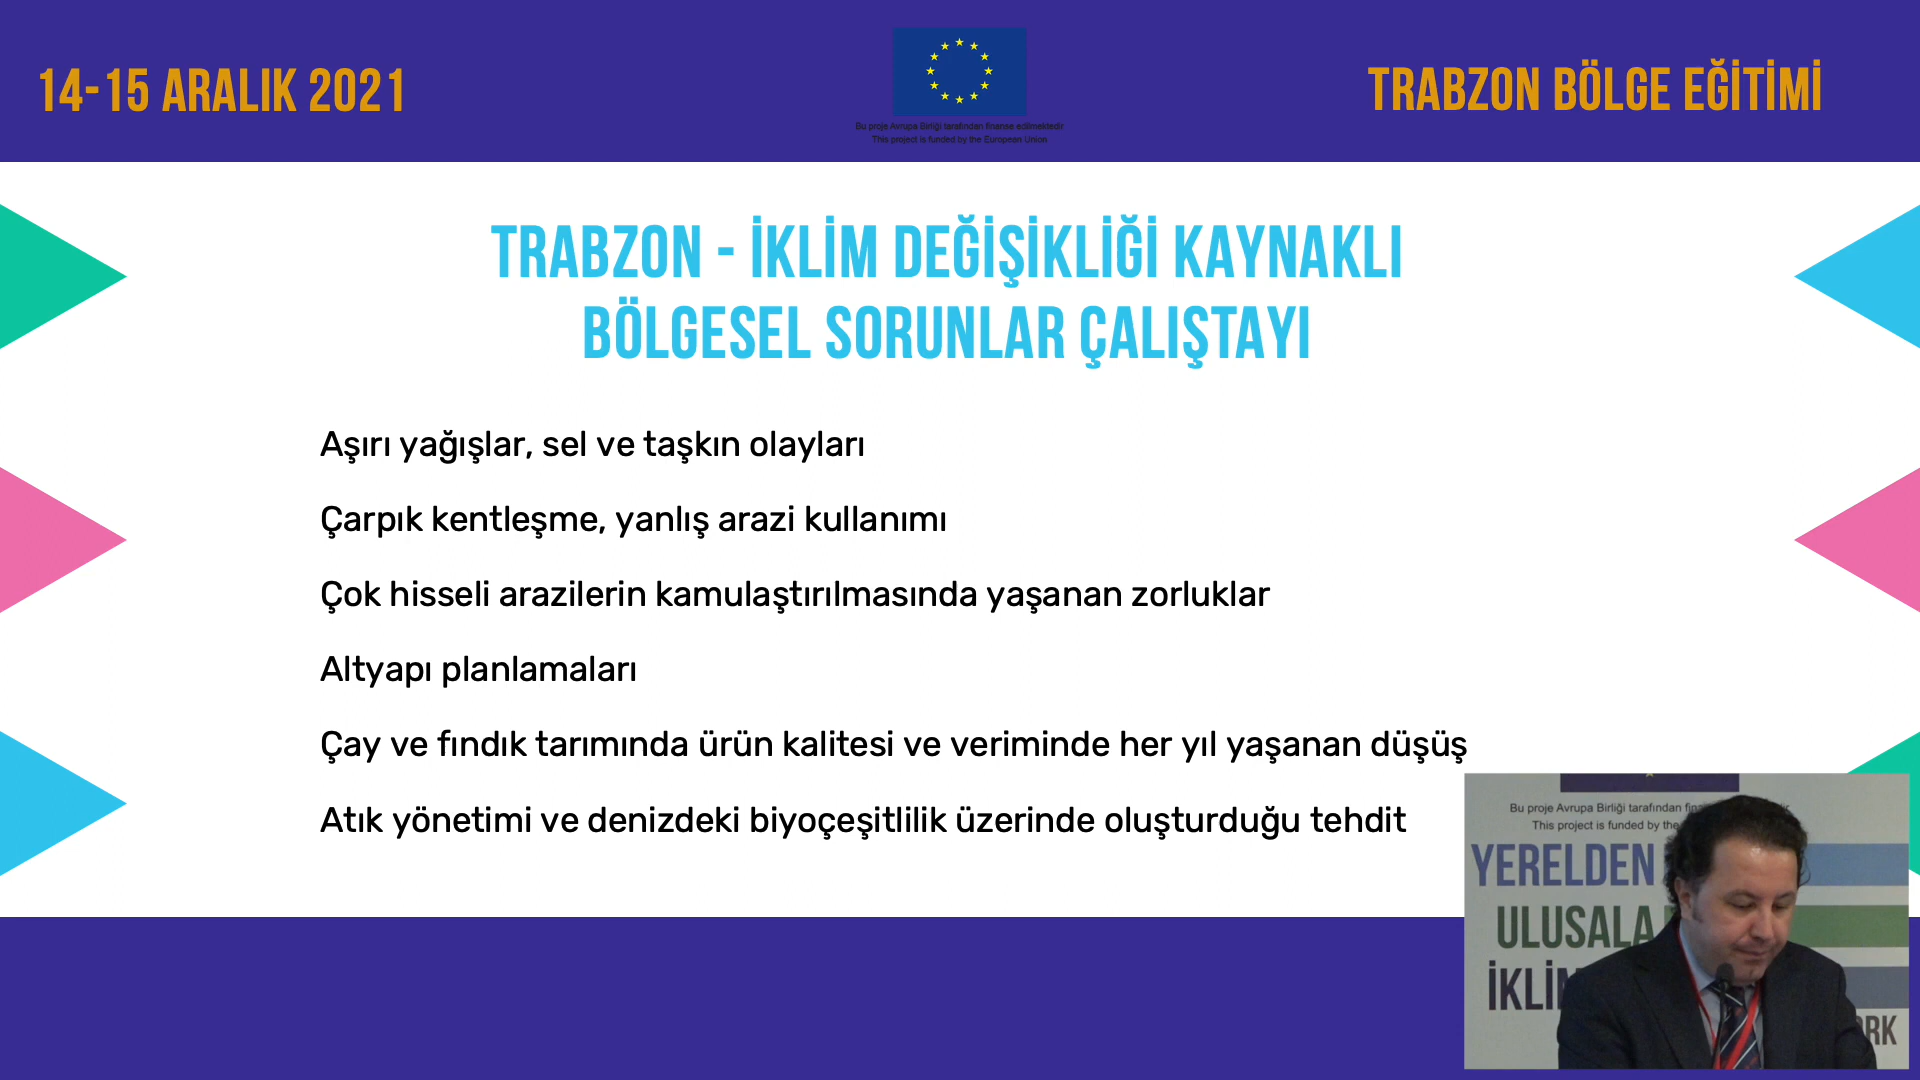 14-15 ARALIK 2021
Bu proje Avrupa Birliği tarafından finanse edilmektedir
This project is funded by the European Union
TRABZON BÖLGE EĞİTİMİ
TRABZON - İKLİM DEĞİŞİKLİĞİ KAYNAKLI
BÖLGESEL SORUNLAR ÇALIŞTAYI
Aşırı yağışlar, sel ve taşkın olayları
Çarpık kentleşme, yanlış arazi kullanımı
Çok hisseli arazilerin kamulaştırılmasında yaşanan zorluklar
Altyapı planlamaları
Çay ve fındık tarımında ürün kalitesi ve veriminde her yıl yaşanan düşüş
Atık yönetimi ve denizdeki biyoçeşitlilik üzerinde oluşturduğu tehdit
Bu proje Avrupa Birliği tarafından
This project is funded by the
YERELDEN
ULUSALA